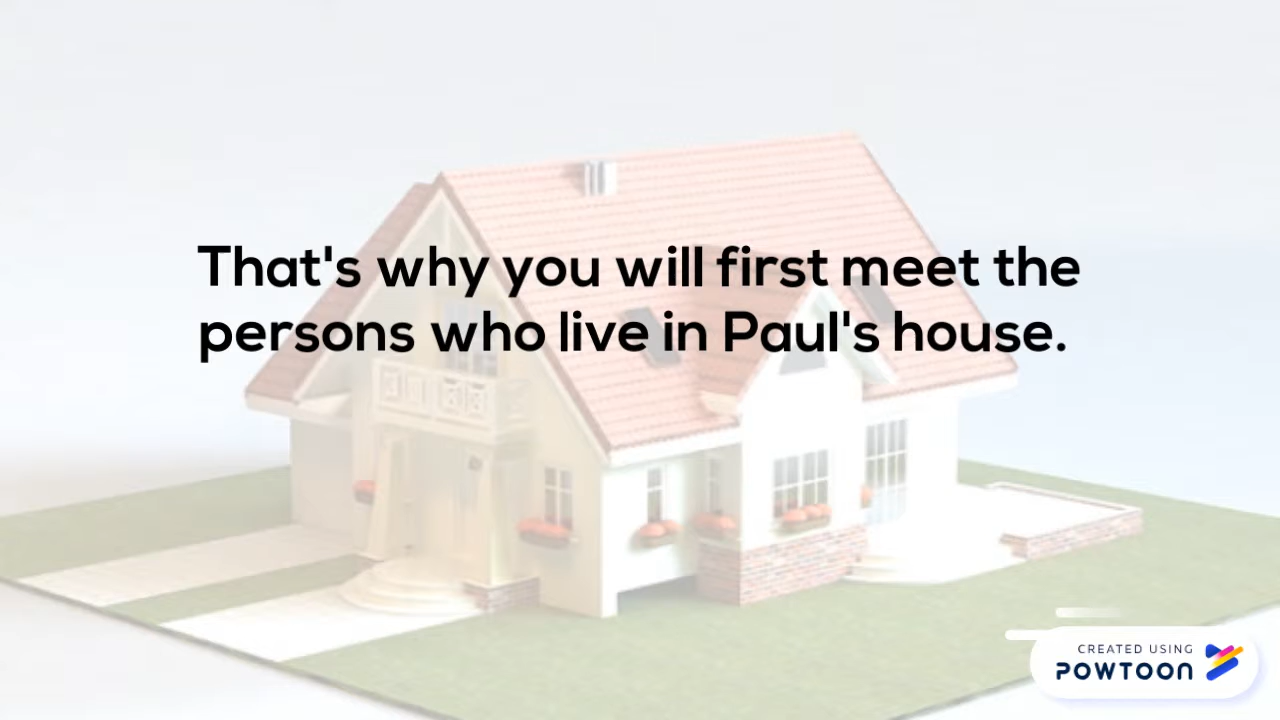 That's why you will first meet the
persons who live in Paul's house.
CREATED USING
POWTOON